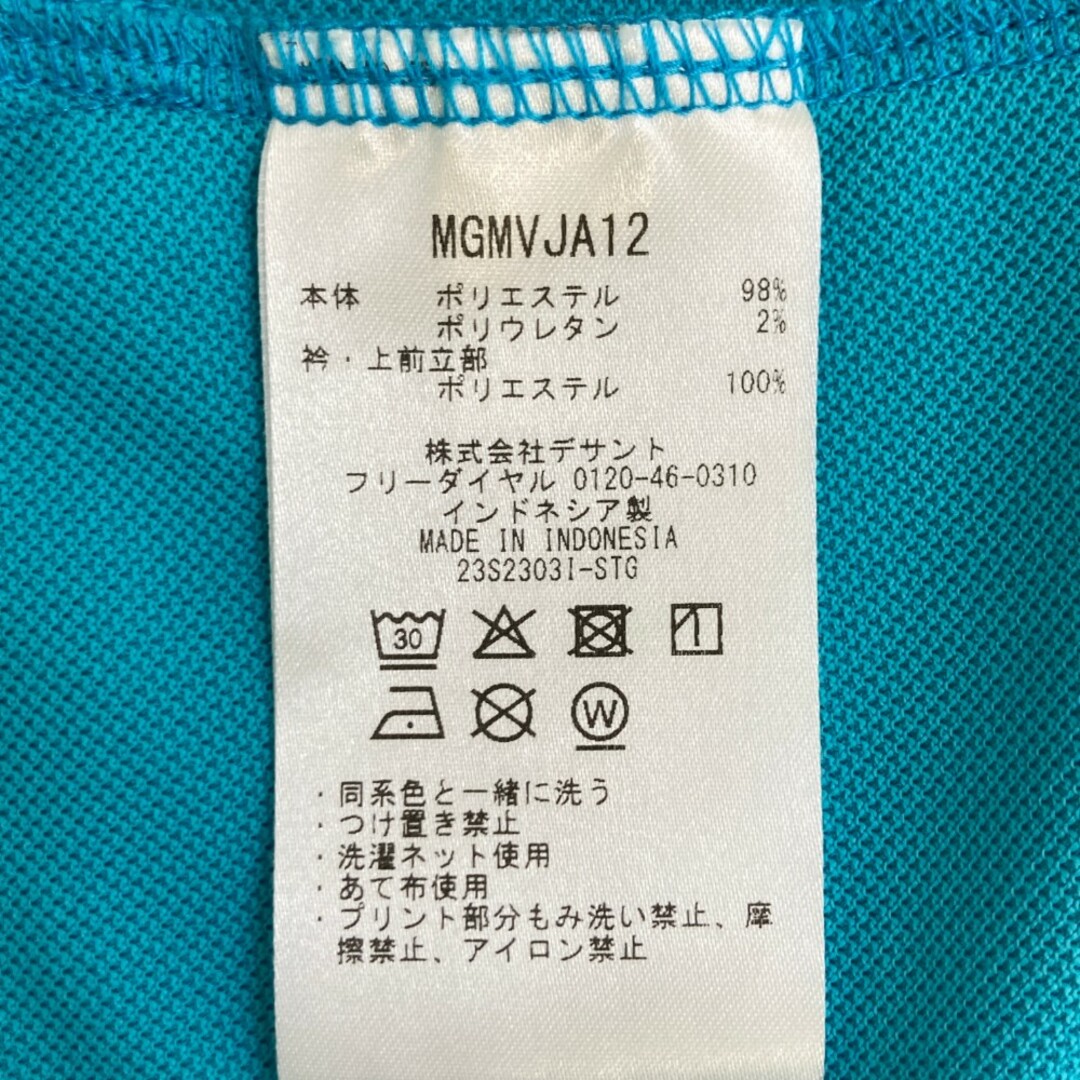 MGMVJA12
本体 ポリエステル 98%
ポリウレタン 2%
衿・上前立部
ポリエステル 100%
株式会社デサント
フリーダイヤル 0120-46-0310
インドネシア製
MADE IN INDONESIA
23S2303I-STG
30
W
・同系色と一緒に洗う
・つけ置き禁止
・洗濯ネット使用
・あて布使用
・プリント部分もみ洗い禁止、摩
擦禁止、アイロン禁止